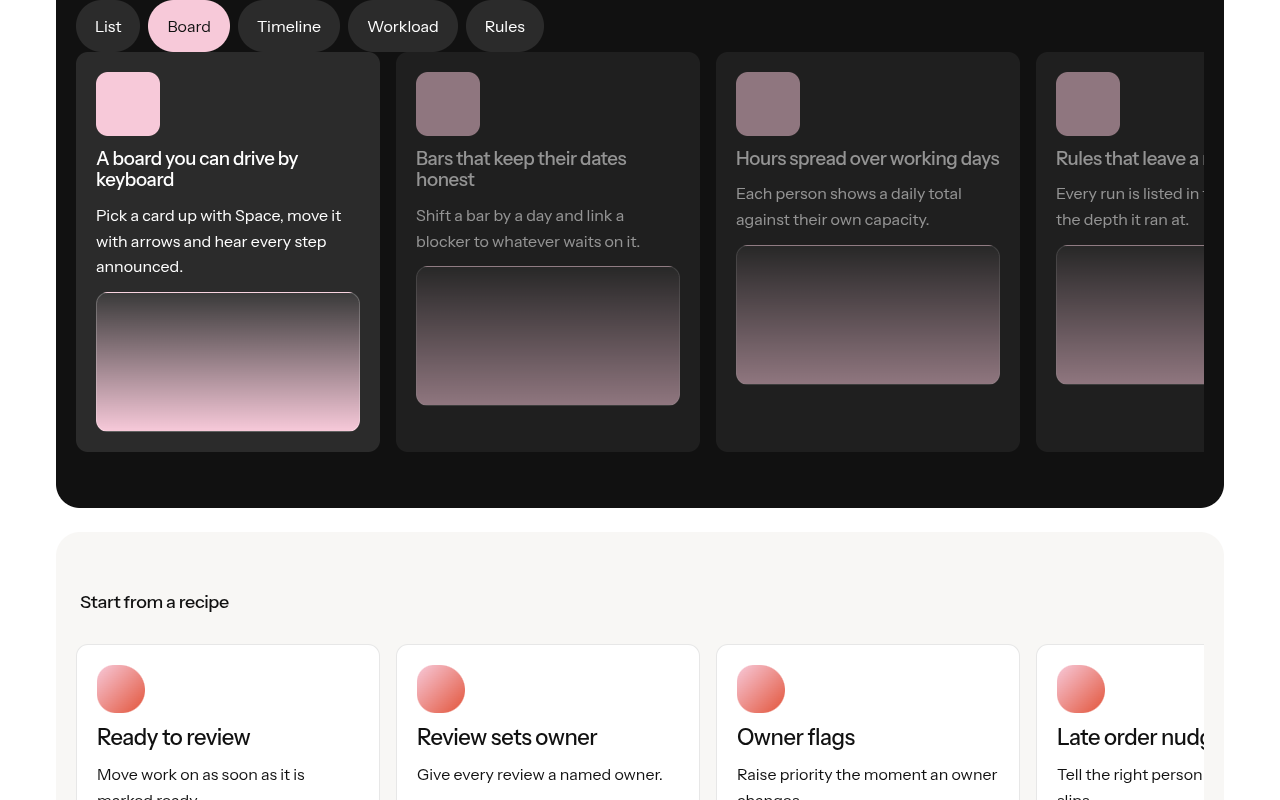 List
Board
Timeline
Workload
Rules
A board you can drive by
keyboard
Pick a card up with Space, move it
with arrows and hear every step
announced.
Bars that keep their dates
honest
Shift a bar by a day and link a
blocker to whatever waits on it.
Hours spread over working days
Each person shows a daily total
against their own capacity.
Rules that leave a
Every run is listed in
the depth it ran at.
Start from a recipe
Ready to review
Move work on as soon as it is
marked ready.
Review sets owner
Give every review a named owner.
Owner flags
Raise priority the moment an owner
changes.
Late order nudg
Tell the right person
slips.